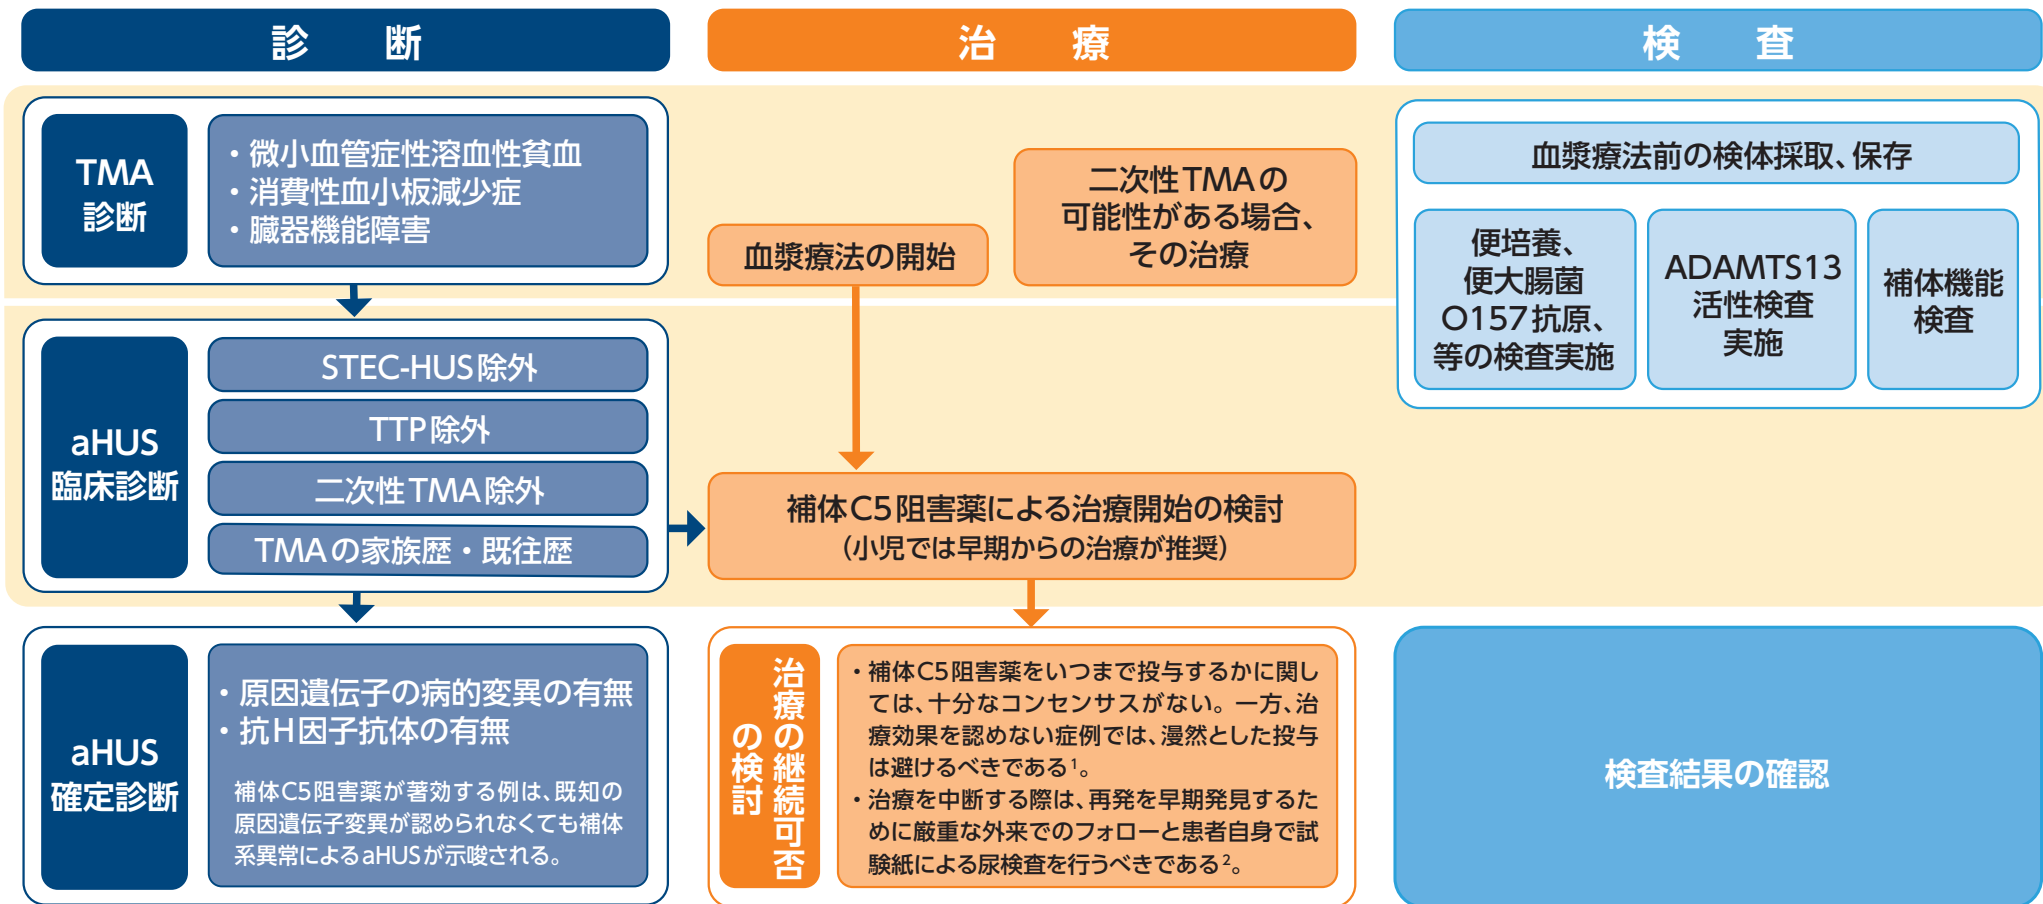 診 断
治 療
検 査
TMA
診断
・微小血管症性溶血性貧血
・消費性血小板減少症
・臓器機能障害
血漿療法の開始
二次性TMAの
可能性がある場合、
その治療
血漿療法前の検体採取、保存
便培養、
便大腸菌
O157抗原、
等の検査実施
ADAMTS13
活性検査
実施
補体機能
検査
aHUS
臨床診断
STEC-HUS除外
TTP除外
二次性TMA除外
TMAの家族歴・既往歴
補体C5阻害薬による治療開始の検討
(小児では早期からの治療が推奨)
aHUS
確定診断
・原因遺伝子の病的変異の有無
・抗H因子抗体の有無
補体C5阻害薬が著効する例は、既知の
原因遺伝子変異が認められなくても補体
系異常によるaHUSが示唆される。
治療の継続可否
の検討
・補体C5阻害薬をいつまで投与するかに関し
ては、十分なコンセンサスがない。一方、治
療効果を認めない症例では、漫然とした投与
は避けるべきである1。
・治療を中断する際は、再発を早期発見するた
めに厳重な外来でのフォローと患者自身で試
験紙による尿検査を行うべきである2。
検査結果の確認